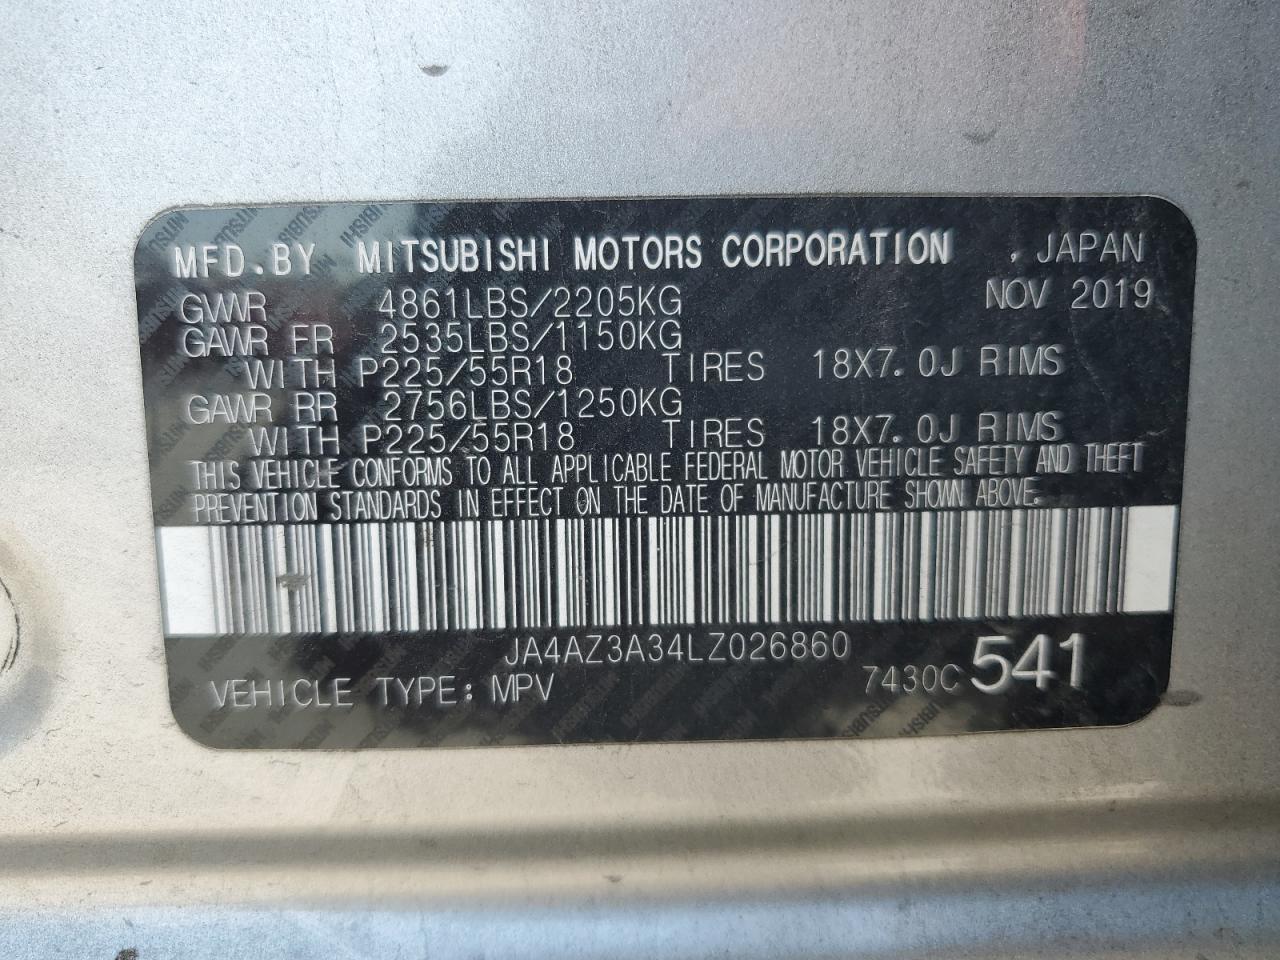 MFD.BY MITSUBISHI MOTORS CORPORATION , JAPAN
GVWR 4861LBS/2205KG NOV 2019
GAWR FR 2535LBS/1150KG
WITH P225/55R18 TIRES 18X7.0J RIMS
GAWR RR 2756LBS/1250KG
WITH P225/55R18 TIRES 18X7.0J RIMS
THIS VEHICLE CONFORMS TO ALL APPLICABLE FEDERAL MOTOR VEHICLE SAFETY AND THEFT
PREVENTION STANDARDS IN EFFECT ON THE DATE OF MANUFACTURE SHOWN ABOVE.
JA4AZ3A34LZ026860
VEHICLE TYPE: MPV 7430C 541